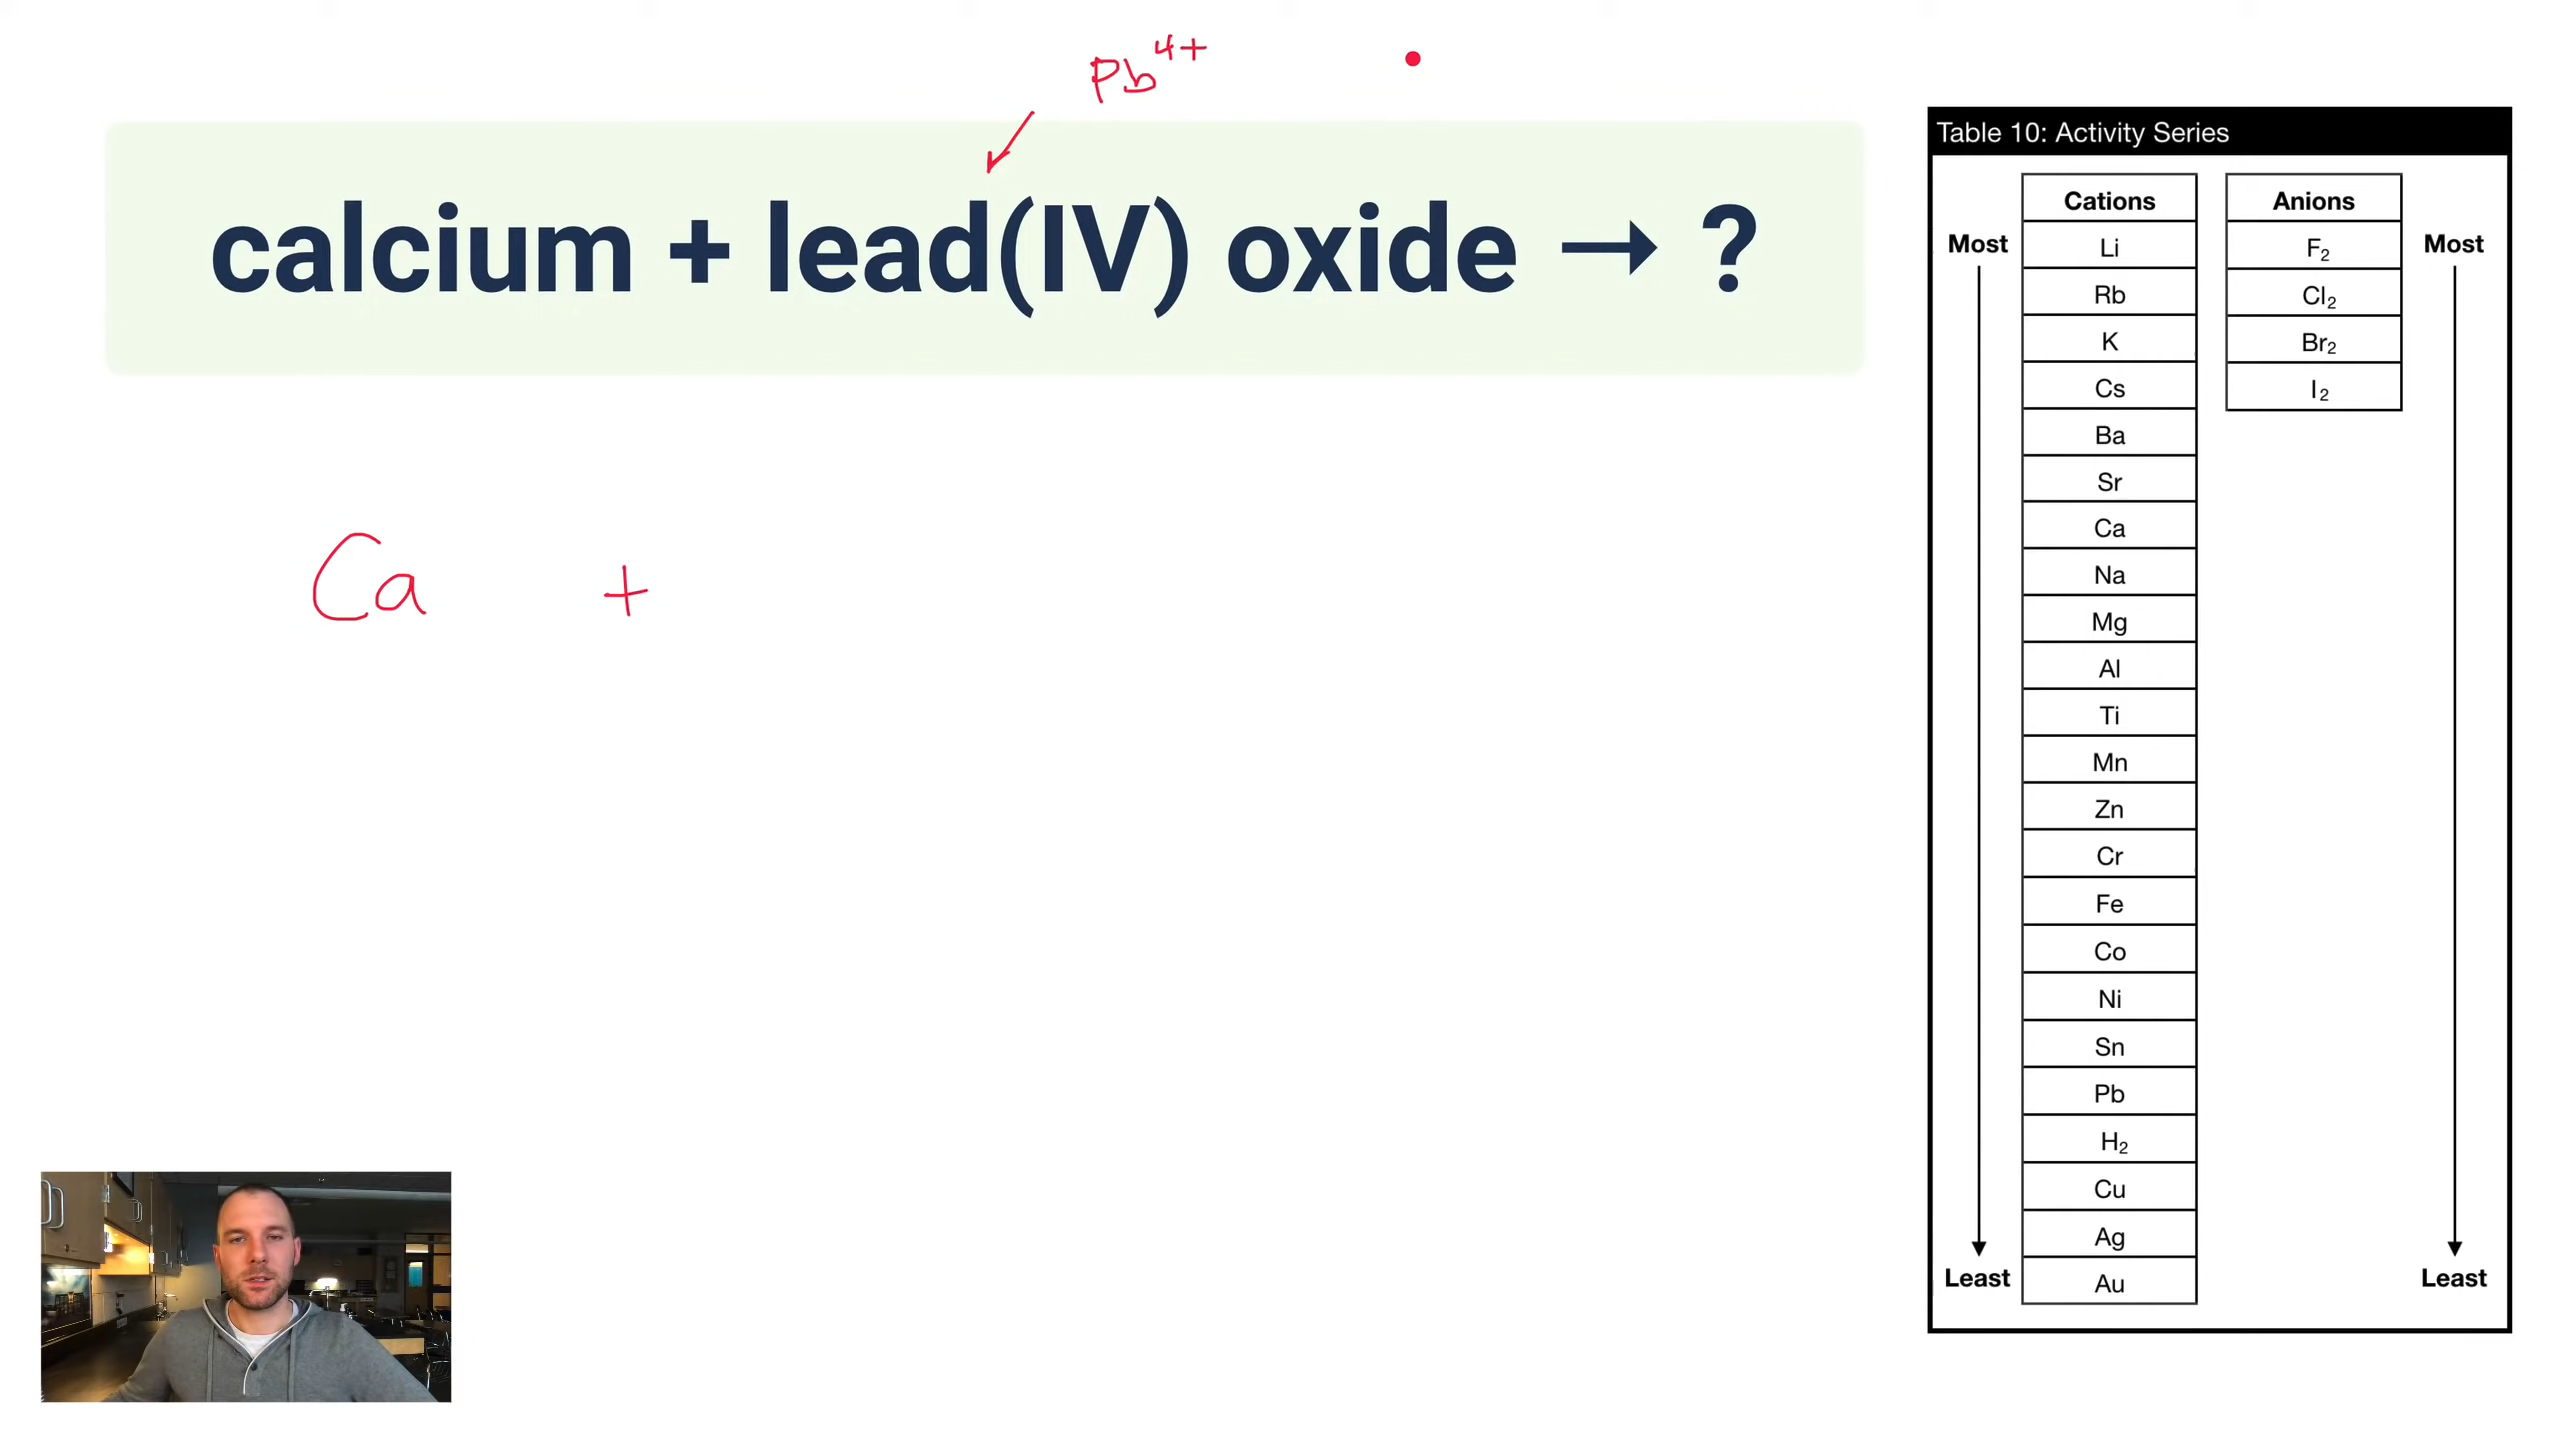 Pb⁴⁺
calcium + lead(IV) oxide → ?
Ca +
Table 10: Activity Series
Cations
Most
Li
Rb
K
Cs
Ba
Sr
Ca
Na
Mg
Al
Ti
Mn
Zn
Cr
Fe
Co
Ni
Sn
Pb
H₂
Cu
Ag
Au
Least
Anions
Most
F₂
Cl₂
Br₂
I₂
Least